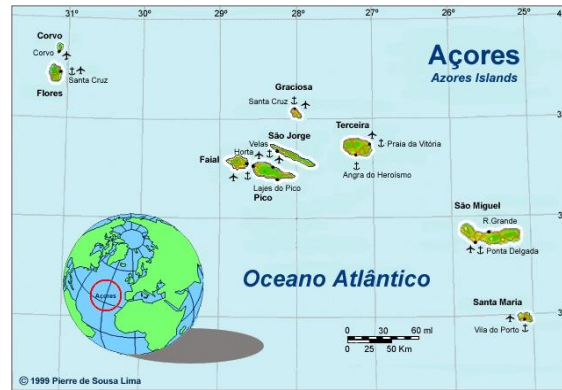 31° 30° 29° 28° 27° 26° 25°
Açores
Azores Islands
Corvo
Corvo
Santa Cruz
Flores
Graciosa
Santa Cruz
Terceira
Praia da Vitória
Angra do Heroismo
São Jorge
Velas
Horta
Faial
Lajes do Pico
Pico
São Miguel
R.Grande
Ponta Delgada
Oceano Atlântico
Santa Maria
Vila do Porto
Açores
0 30 60 ml
0 25 50 Km
© 1999 Pierre de Sousa Lima